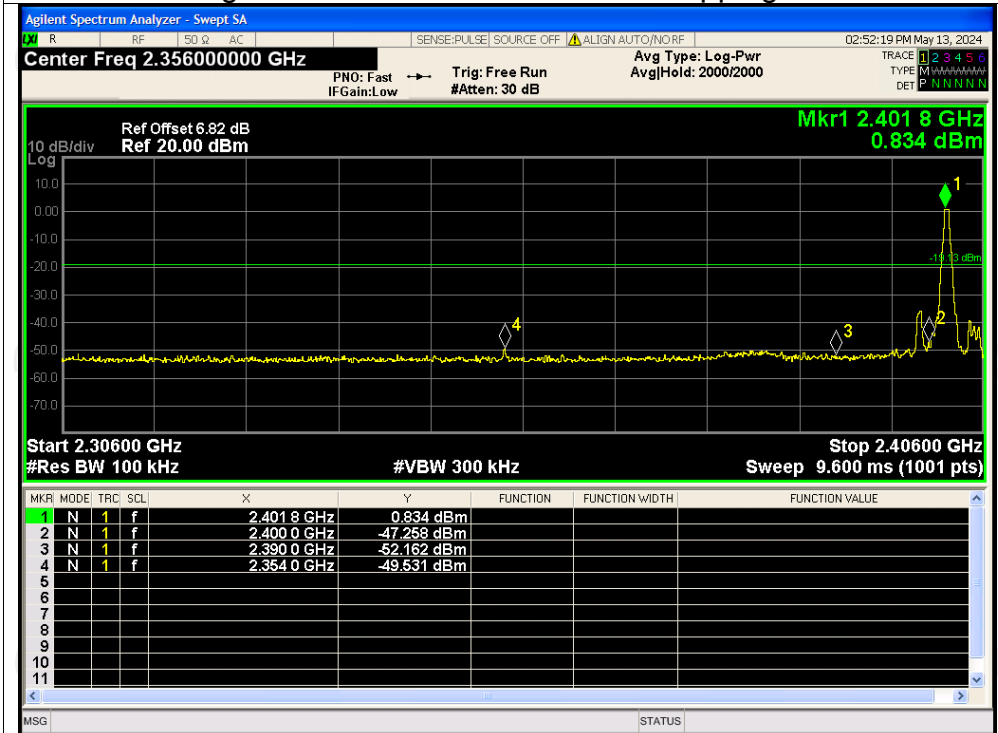 Agilent Spectrum Analyzer - Swept SA
LXI R RF 50 Ω AC SENSE:PULSE SOURCE OFF ALIGN AUTO/NO RF 02:52:19 PM May 13, 2024
Center Freq 2.356000000 GHz
PNO: Fast
IFGain:Low
Trig: Free Run
#Atten: 30 dB
Avg Type: Log-Pwr
Avg|Hold: 2000/2000
TRACE 1 2 3 4 5 6
TYPE M
DET P N N N N N
Mkr1 2.401 8 GHz
0.834 dBm
Ref Offset 6.82 dB
10 dB/div Ref 20.00 dBm
Log
10.0
0.00
-10.0
-20.0
-30.0
-40.0
-50.0
-60.0
-70.0
1
-19.13 dBm
4
3
2
Start 2.30600 GHz Stop 2.40600 GHz
#Res BW 100 kHz #VBW 300 kHz Sweep 9.600 ms (1001 pts)
MKR MODE TRC SCL X Y FUNCTION FUNCTION WIDTH FUNCTION VALUE
1 N 1 f 2.401 8 GHz 0.834 dBm
2 N 1 f 2.400 0 GHz -47.258 dBm
3 N 1 f 2.390 0 GHz -52.162 dBm
4 N 1 f 2.354 0 GHz -49.531 dBm
5
6
7
8
9
10
11
MSG STATUS